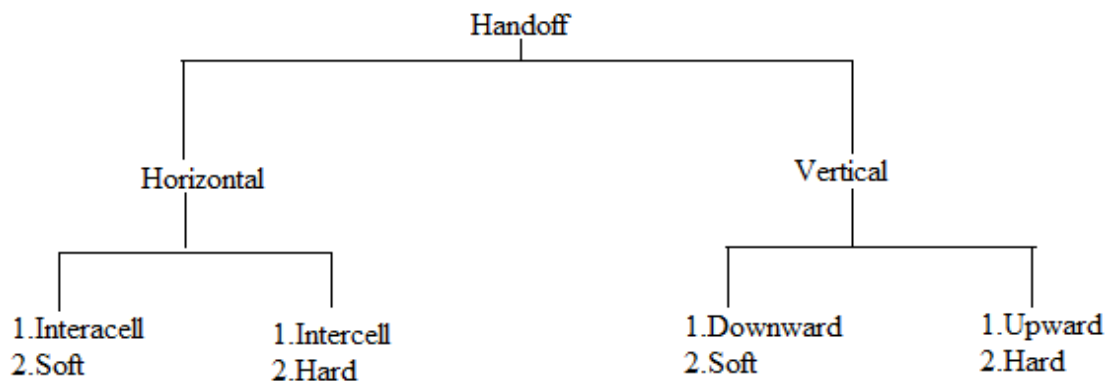 Handoff
Horizontal
Vertical
1.Interacell
2.Soft
1.Intercell
2.Hard
1.Downward
2.Soft
1.Upward
2.Hard